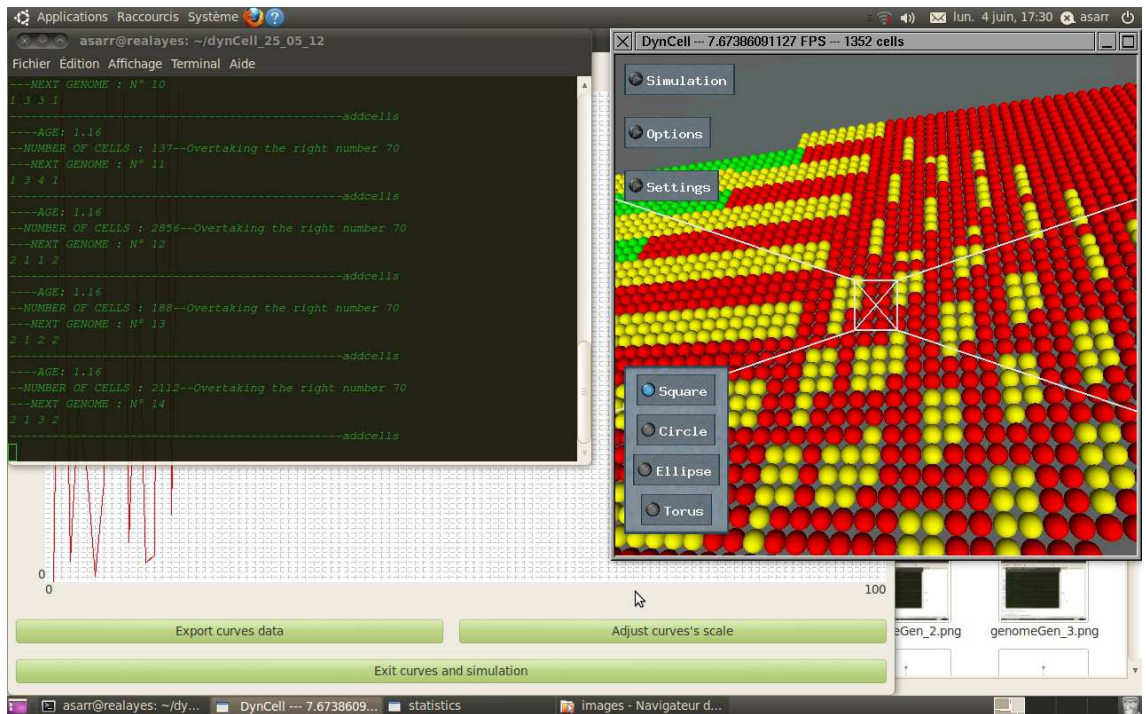 Applications Raccourcis Système
lun. 4 juin, 17:30 asarr
asarr@realayes: ~/dynCell_25_05_12
Fichier Édition Affichage Terminal Aide
---NEXT GENOME : N° 10
1 3 3 1
addcells
----AGE: 1.16
--NUMBER OF CELLS : 137--Overtaking the right number 70
---NEXT GENOME : N° 11
1 3 4 1
addcells
----AGE: 1.16
--NUMBER OF CELLS : 2856--Overtaking the right number 70
---NEXT GENOME : N° 12
2 1 1 2
addcells
----AGE: 1.16
--NUMBER OF CELLS : 188--Overtaking the right number 70
---NEXT GENOME : N° 13
2 1 2 2
addcells
----AGE: 1.16
--NUMBER OF CELLS : 2112--Overtaking the right number 70
---NEXT GENOME : N° 14
2 1 3 2
addcells
DynCell --- 7.67386091127 FPS --- 1352 cells
Simulation
Options
Settings
Square
Circle
Ellipse
Torus
0
0
100
Export curves data
Adjust curves's scale
Exit curves and simulation
eGen_2.png
genomeGen_3.png
asarr@realayes: ~/dy...
DynCell --- 7.6738609...
statistics
images - Navigateur d...